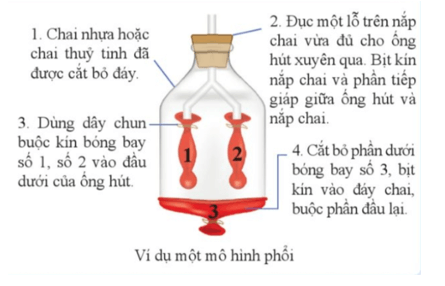 1. Chai nhựa hoặc
chai thuỷ tinh đã
được cắt bỏ đáy.
2. Đục một lỗ trên nắp
chai vừa đủ cho ống
hút xuyên qua. Bịt kín
nắp chai và phần tiếp
giáp giữa ống hút và
nắp chai.
3. Dùng dây chun
buộc kín bóng bay
số 1, số 2 vào đầu
dưới của ống hút.
1
2
4. Cắt bỏ phần dưới
bóng bay số 3, bịt
kín vào đáy chai,
buộc phần đầu lại.
3
Ví dụ một mô hình phổi